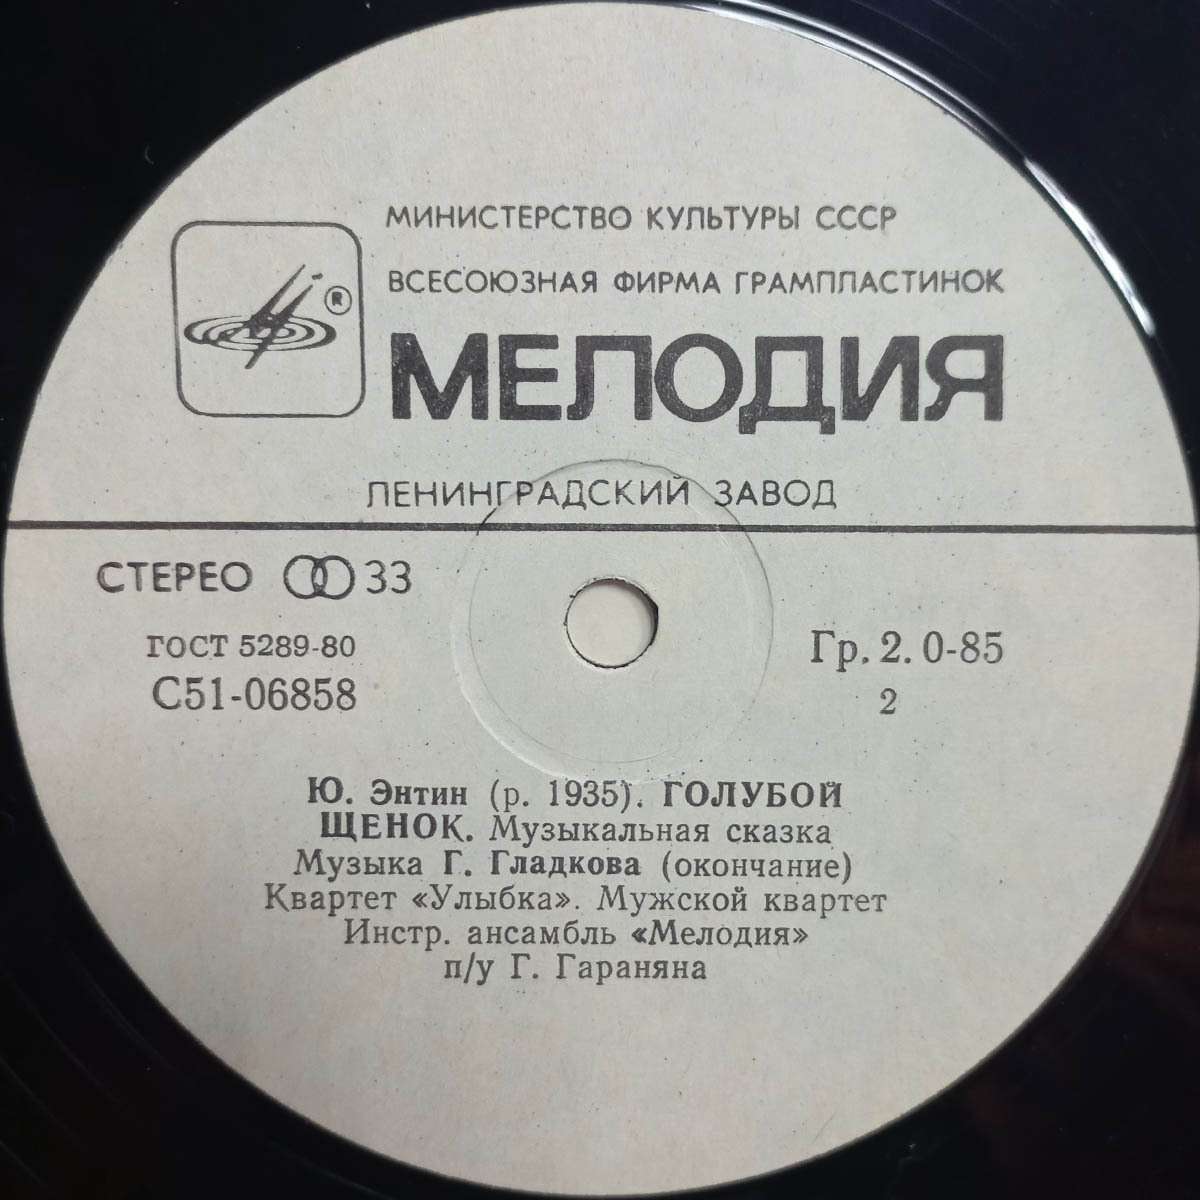 МИНИСТЕРСТВО КУЛЬТУРЫ СССР
ВСЕСОЮЗНАЯ ФИРМА ГРАМПЛАСТИНОК
®
МЕЛОДИЯ
ЛЕНИНГРАДСКИЙ ЗАВОД
СТЕРЕО 33
ГОСТ 5289-80
С51-06858
Гр. 2. 0-85
2
Ю. Энтин (р. 1935). ГОЛУБОЙ
ЩЕНОК. Музыкальная сказка
Музыка Г. Гладкова (окончание)
Квартет «Улыбка». Мужской квартет
Инстр. ансамбль «Мелодия»
п/у Г. Гараняна